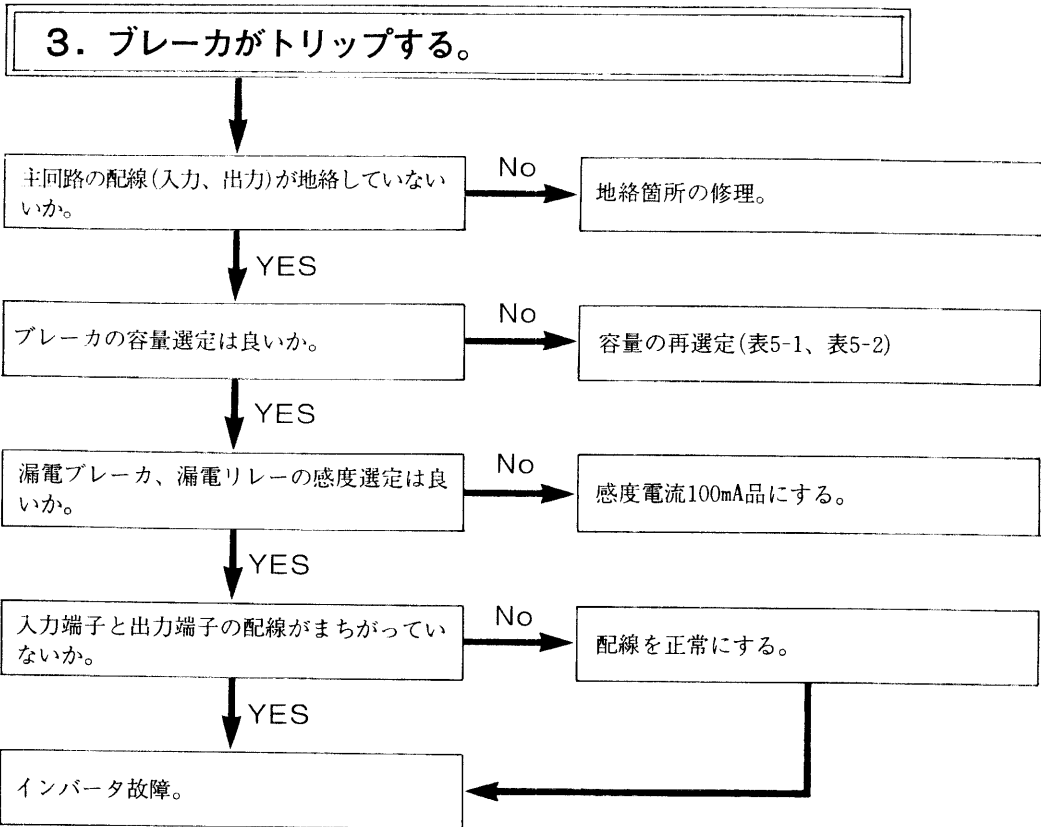 3. ブレーカがトリップする。
主回路の配線(入力、出力)が地絡していない
いか。
No
地絡箇所の修理。
YES
ブレーカの容量選定は良いか。
No
容量の再選定(表5-1、表5-2)
YES
漏電ブレーカ、漏電リレーの感度選定は良
いか。
No
感度電流100mA品にする。
YES
入力端子と出力端子の配線がまちがってい
ないか。
No
配線を正常にする。
YES
インバータ故障。